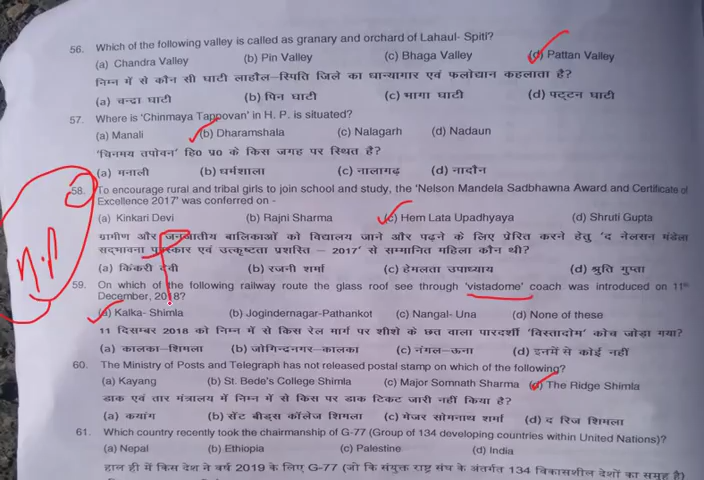 56. Which of the following valley is called as granary and orchard of Lahaul- Spiti?
(a) Chandra Valley (b) Pin Valley (c) Bhaga Valley (d) Pattan Valley
निम्न में से कौन सी घाटी लाहौल–स्पिति जिले का धान्यागार एवं फलोद्यान कहलाता है?
(a) चन्द्रा घाटी (b) पिन घाटी (c) भागा घाटी (d) पट्टन घाटी
57. Where is 'Chinmaya Tappovan' in H. P. is situated?
(a) Manali (b) Dharamshala (c) Nalagarh (d) Nadaun
'चिनमय तपोवन' हि0 प्र0 के किस जगह पर स्थित है?
(a) मनाली (b) धर्मशाला (c) नालागढ़ (d) नादौन
58. To encourage rural and tribal girls to join school and study, the 'Nelson Mandela Sadbhawna Award and Certificate of
Excellence 2017' was conferred on -
(a) Kinkari Devi (b) Rajni Sharma (c) Hem Lata Upadhyaya (d) Shruti Gupta
ग्रामीण और जनजातीय बालिकाओं को विद्यालय जाने और पढ़ने के लिए प्रेरित करने हेतु 'द नेलसन मंडेला
सदभावना पुरस्कार एवं उत्कृष्टता प्रशस्ति – 2017' से सम्मानित महिला कौन थी?
(a) किंकरी देवी (b) रजनी शर्मा (c) हेमलता उपाध्याय (d) श्रुति गुप्ता
59. On which of the following railway route the glass roof see through 'vistadome' coach was introduced on 11th
December, 2018?
(a) Kalka- Shimla (b) Jogindernagar-Pathankot (c) Nangal- Una (d) None of these
11 दिसम्बर 2018 को निम्न में से किस रेल मार्ग पर शीशे के छत वाला पारदर्शी 'विस्तादोम' कोच जोड़ा गया?
(a) कालका–शिमला (b) जोगिन्दनगर–कालका (c) नंगल–ऊना (d) इनमें से कोई नहीं
60. The Ministry of Posts and Telegraph has not released postal stamp on which of the following?
(a) Kayang (b) St. Bede's College Shimla (c) Major Somnath Sharma (d) The Ridge Shimla
डाक एवं तार मंत्रालय में निम्न में से किस पर डाक टिकट जारी नहीं किया है?
(a) कयांग (b) सेंट बीड्स कॉलेज शिमला (c) मेजर सोमनाथ शर्मा (d) द रिज शिमला
61. Which country recently took the chairmanship of G-77 (Group of 134 developing countries within United Nations)?
(a) Nepal (b) Ethiopia (c) Palestine (d) India
हाल ही में किस देश ने वर्ष 2019 के लिए G-77 (जो कि संयुक्त राष्ट्र संघ के अंतर्गत 134 विकासशील देशों का समूह है)